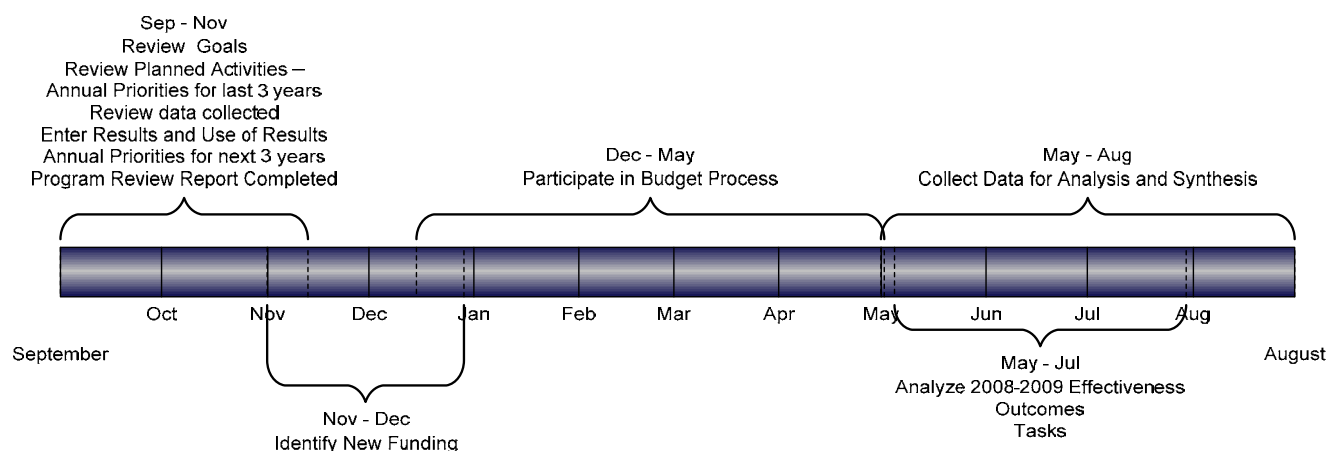 Sep - Nov
Review Goals
Review Planned Activities –
Annual Priorities for last 3 years
Review data collected
Enter Results and Use of Results
Annual Priorities for next 3 years
Program Review Report Completed
Dec - May
Participate in Budget Process
May - Aug
Collect Data for Analysis and Synthesis
Oct
Nov
Dec
Jan
Feb
Mar
Apr
May
Jun
Jul
Aug
September
August
May - Jul
Analyze 2008-2009 Effectiveness
Outcomes
Tasks
Nov - Dec
Identify New Funding